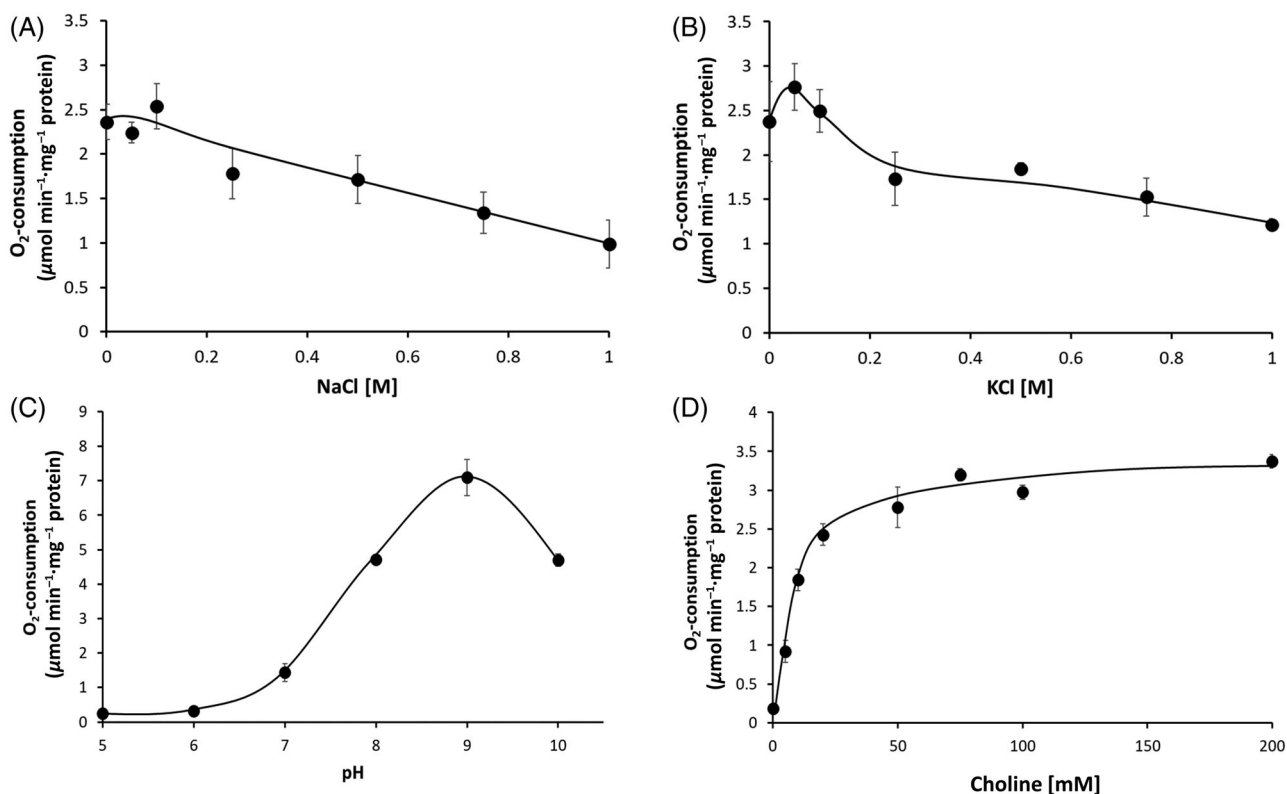 (A)
O₂-consumption
(μmol min⁻¹·mg⁻¹ protein)
3.5
3
2.5
2
1.5
1
0.5
0
0 0.2 0.4 0.6 0.8 1
NaCl [M]
(B)
O₂-consumption
(μmol min⁻¹·mg⁻¹ protein)
3.5
3
2.5
2
1.5
1
0.5
0
0 0.2 0.4 0.6 0.8 1
KCl [M]
(C)
O₂-consumption
(μmol min⁻¹·mg⁻¹ protein)
9
8
7
6
5
4
3
2
1
0
5 6 7 8 9 10
pH
(D)
O₂-consumption
(μmol min⁻¹·mg⁻¹ protein)
4
3.5
3
2.5
2
1.5
1
0.5
0
0 50 100 150 200
Choline [mM]